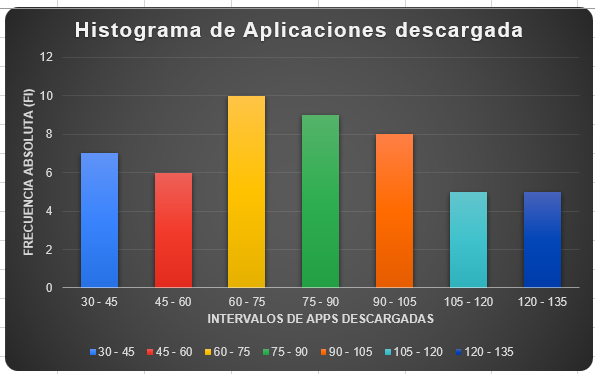 Histograma de Aplicaciones descargada
12
10
8
6
4
2
0
FRECUENCIA ABSOLUTA (FI)
30 - 45 45 - 60 60 - 75 75 - 90 90 - 105 105 - 120 120 - 135
INTERVALOS DE APPS DESCARGADAS
30 - 45 45 - 60 60 - 75 75 - 90 90 - 105 105 - 120 120 - 135